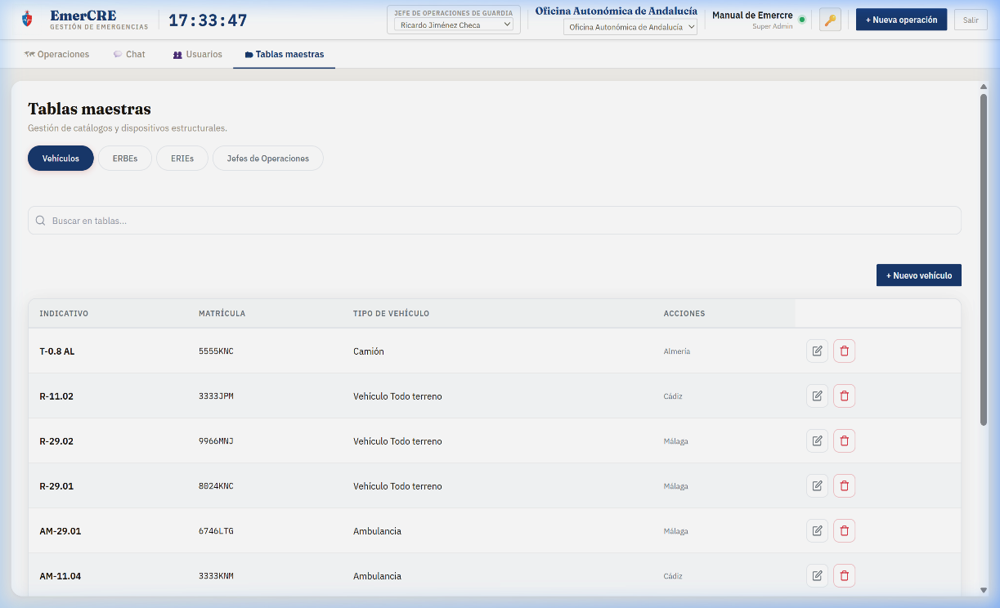 EmerCRE
GESTIÓN DE EMERGENCIAS
17:33:47
JEFE DE OPERACIONES DE GUARDIA
Ricardo Jiménez Checa
Oficina Autonómica de Andalucía
Oficina Autonómica de Andalucía
Manual de Emercre
Super Admin
+ Nueva operación
Salir
Operaciones
Chat
Usuarios
Tablas maestras
Tablas maestras
Gestión de catálogos y dispositivos estructurales.
Vehículos
ERBEs
ERIEs
Jefes de Operaciones
Buscar en tablas...
+ Nuevo vehículo
INDICATIVO MATRÍCULA TIPO DE VEHÍCULO ACCIONES
T-0.8 AL 5555KNC Camión Almería
R-11.02 3333JPM Vehículo Todo terreno Cádiz
R-29.02 9966MNJ Vehículo Todo terreno Málaga
R-29.01 8024KNC Vehículo Todo terreno Málaga
AM-29.01 6746LTG Ambulancia Málaga
AM-11.04 3333KNM Ambulancia Cádiz